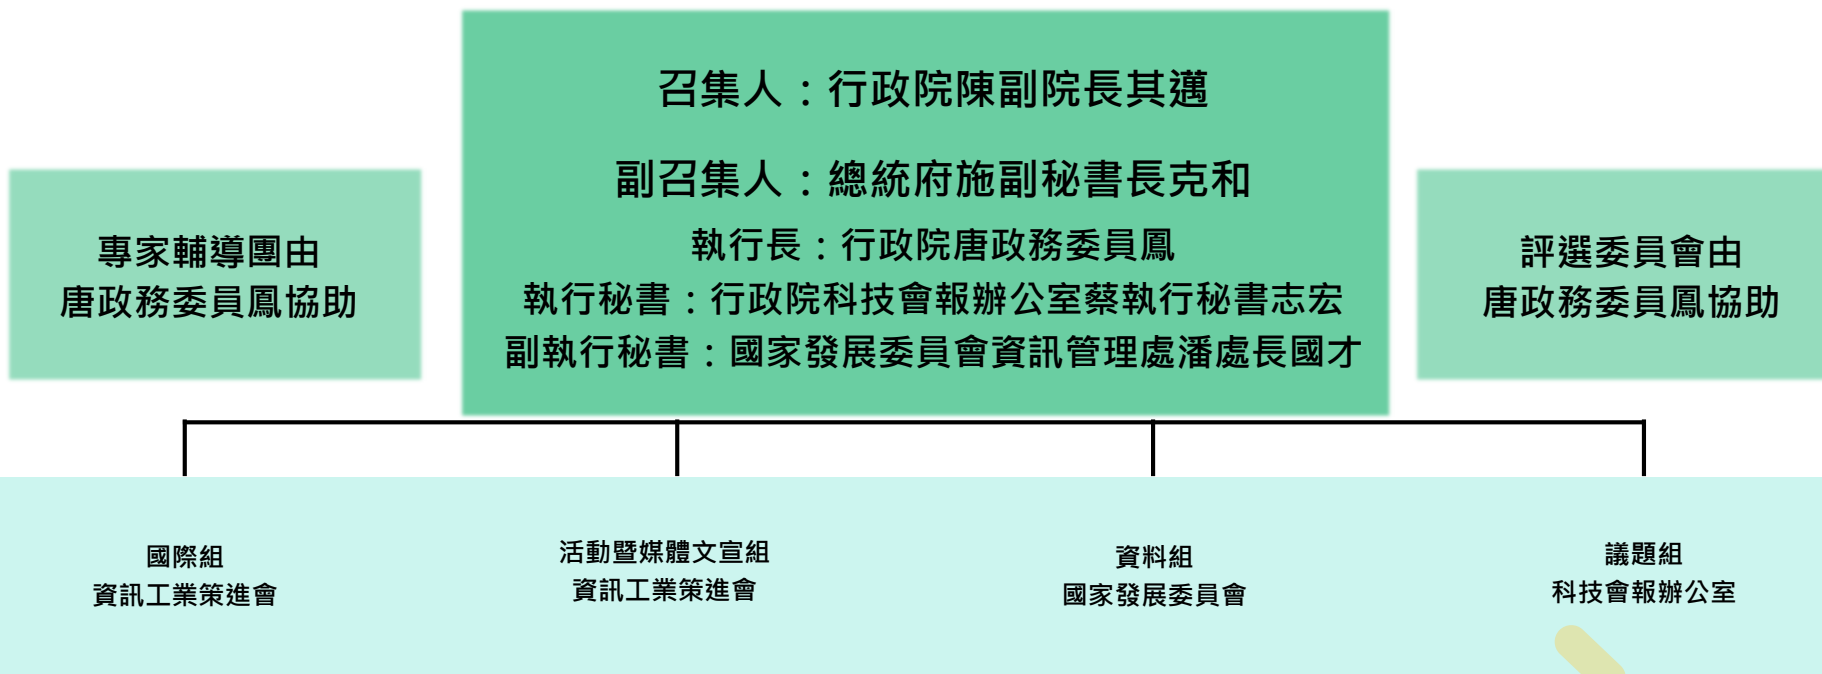 召集人：行政院陳副院長其邁
副召集人：總統府施副秘書長克和
執行長：行政院唐政務委員鳳
執行秘書：行政院科技會報辦公室蔡執行秘書志宏
副執行秘書：國家發展委員會資訊管理處潘處長國才
專家輔導團由
唐政務委員鳳協助
評選委員會由
唐政務委員鳳協助
國際組
資訊工業策進會
活動暨媒體文宣組
資訊工業策進會
資料組
國家發展委員會
議題組
科技會報辦公室